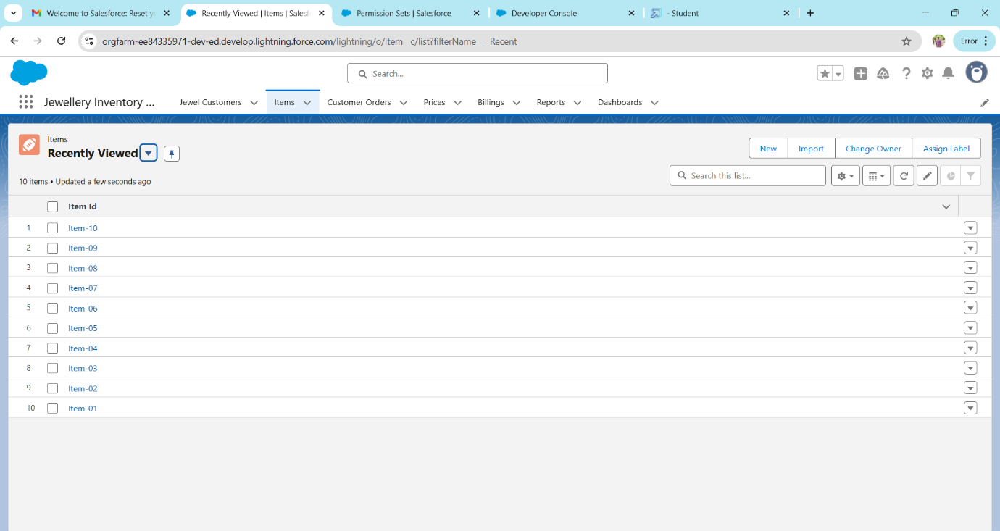 Welcome to Salesforce: Reset yo
Recently Viewed | Items | Salesf
Permission Sets | Salesforce
Developer Console
- Student
orgfarm-ee84335971-dev-ed.develop.lightning.force.com/lightning/o/Item__c/list?filterName=__Recent
Error
Search...
Jewellery Inventory ...
Jewel Customers
Items
Customer Orders
Prices
Billings
Reports
Dashboards
Items
Recently Viewed
New
Import
Change Owner
Assign Label
10 items • Updated a few seconds ago
Search this list...
Item Id
1 Item-10
2 Item-09
3 Item-08
4 Item-07
5 Item-06
6 Item-05
7 Item-04
8 Item-03
9 Item-02
10 Item-01